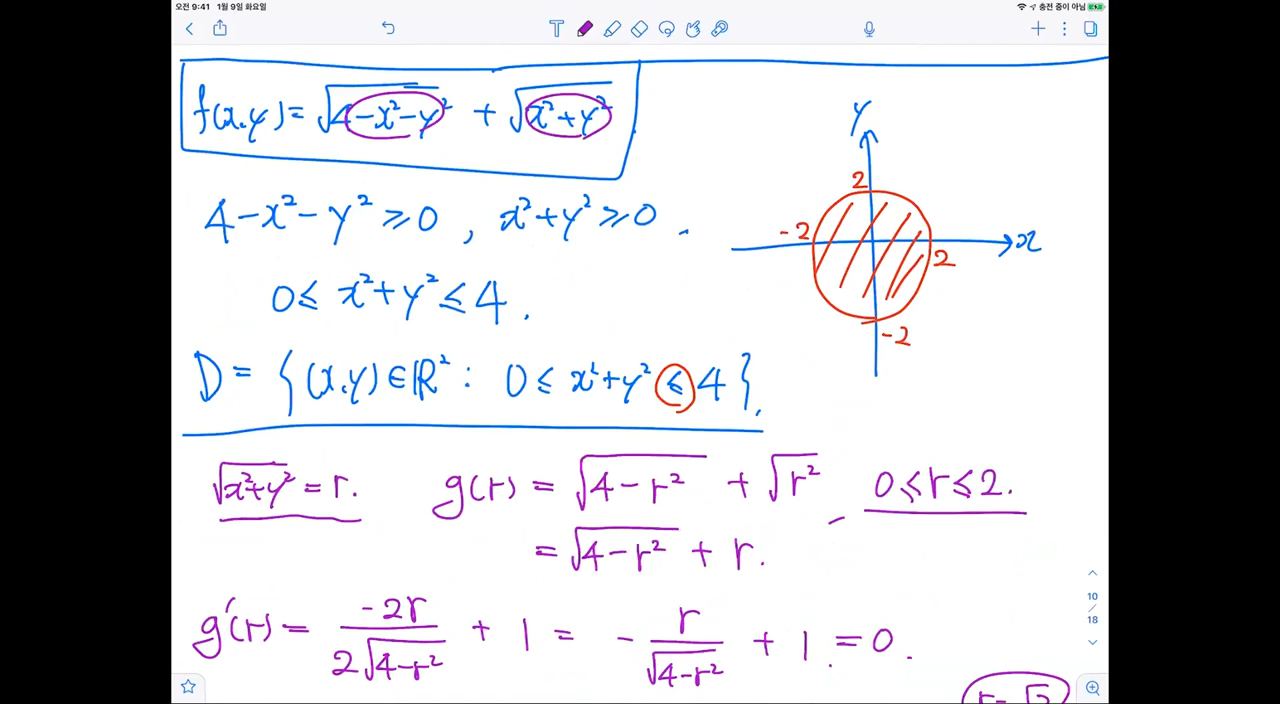 오전 9:41 1월 9일 화요일 충전 중이 아님
f(x,y) = √(4-x²-y²) + √(x²+y²)
4-x²-y² ≥ 0, x²+y² ≥ 0.
0 ≤ x²+y² ≤ 4.
D = {(x,y) ∈ ℝ² : 0 ≤ x²+y² ≤ 4}.
y
2
-2
x
2
-2
√(x²+y²) = r. g(r) = √(4-r²) + √(r²), 0 ≤ r ≤ 2.
= √(4-r²) + r.
g'(r) = -2r / (2√(4-r²)) + 1 = - r / √(4-r²) + 1 = 0.
10
/
18